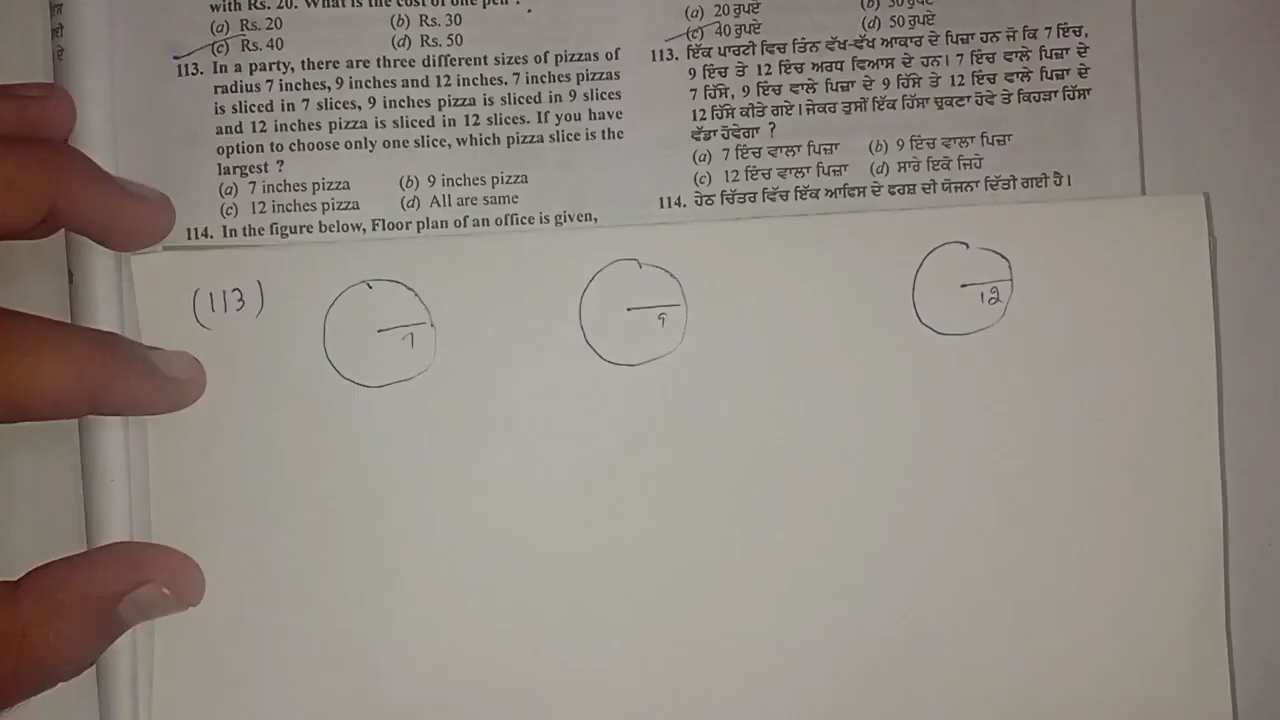 with Rs. 20. What is the cost of one pen ?
(a) Rs. 20 (b) Rs. 30
(c) Rs. 40 (d) Rs. 50
113. In a party, there are three different sizes of pizzas of
radius 7 inches, 9 inches and 12 inches. 7 inches pizzas
is sliced in 7 slices, 9 inches pizza is sliced in 9 slices
and 12 inches pizza is sliced in 12 slices. If you have
option to choose only one slice, which pizza slice is the
largest ?
(a) 7 inches pizza (b) 9 inches pizza
(c) 12 inches pizza (d) All are same
114. In the figure below, Floor plan of an office is given,
(a) 20 ਰੁਪਏ (b) 30 ਰੁਪਏ
(c) 40 ਰੁਪਏ (d) 50 ਰੁਪਏ
113. ਇੱਕ ਪਾਰਟੀ ਵਿਚ ਤਿੰਨ ਵੱਖ-ਵੱਖ ਆਕਾਰ ਦੇ ਪਿਜ਼ਾ ਹਨ ਜੋ ਕਿ 7 ਇੰਚ,
9 ਇੰਚ ਤੇ 12 ਇੰਚ ਅਰਧ ਵਿਆਸ ਦੇ ਹਨ। 7 ਇੰਚ ਵਾਲੇ ਪਿਜ਼ਾ ਦੇ
7 ਹਿੱਸੇ, 9 ਇੰਚ ਵਾਲੇ ਪਿਜ਼ਾ ਦੇ 9 ਹਿੱਸੇ ਤੇ 12 ਇੰਚ ਵਾਲੇ ਪਿਜ਼ਾ ਦੇ
12 ਹਿੱਸੇ ਕੀਤੇ ਗਏ। ਜੇਕਰ ਤੁਸੀਂ ਇੱਕ ਹਿੱਸਾ ਚੁਕਣਾ ਹੋਵੇ ਤੇ ਕਿਹੜਾ ਹਿੱਸਾ
ਵੱਡਾ ਹੋਵੇਗਾ ?
(a) 7 ਇੰਚ ਵਾਲਾ ਪਿਜ਼ਾ (b) 9 ਇੰਚ ਵਾਲਾ ਪਿਜ਼ਾ
(c) 12 ਇੰਚ ਵਾਲਾ ਪਿਜ਼ਾ (d) ਸਾਰੇ ਇਕੋ ਜਿਹੇ
114. ਹੇਠ ਚਿੱਤਰ ਵਿੱਚ ਇੱਕ ਆਫਿਸ ਦੇ ਫਰਸ਼ ਦੀ ਯੋਜਨਾ ਦਿੱਤੀ ਗਈ ਹੈ।
(113) 7 9 12